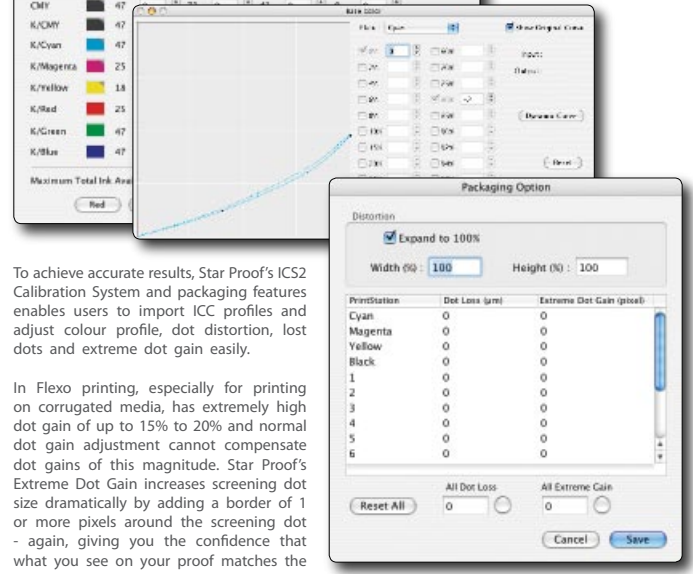 CMY 47
K/CMY 47
K/Cyan 47
K/Magenta 25
K/Yellow 18
K/Red 25
K/Green 47
K/Blue 47
Maximum Total Ink
Red
Cyan
Show Original Curve
Input:
Output:
Reset
Packaging Option
Distortion
Expand to 100%
Width (%) : 100 Height (%) : 100
PrintStation Dot Loss (µm) Extreme Dot Gain (pixel)
Cyan 0 0
Magenta 0 0
Yellow 0 0
Black 0 0
1 0 0
2 0 0
3 0 0
4 0 0
5 0 0
6 0 0
All Dot Loss All Extreme Gain
Reset All 0 0
Cancel Save
To achieve accurate results, Star Proof's ICS2
Calibration System and packaging features
enables users to import ICC profiles and
adjust colour profile, dot distortion, lost
dots and extreme dot gain easily.
In Flexo printing, especially for printing
on corrugated media, has extremely high
dot gain of up to 15% to 20% and normal
dot gain adjustment cannot compensate
dot gains of this magnitude. Star Proof's
Extreme Dot Gain increases screening dot
size dramatically by adding a border of 1
or more pixels around the screening dot
- again, giving you the confidence that
what you see on your proof matches the